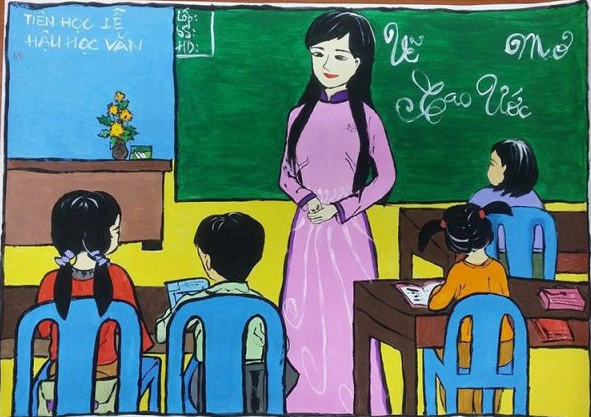 TIÊN HỌC LỄ
HẬU HỌC VĂN
Lớp:
SS:
HD:
Vẽ Mơ
Ước